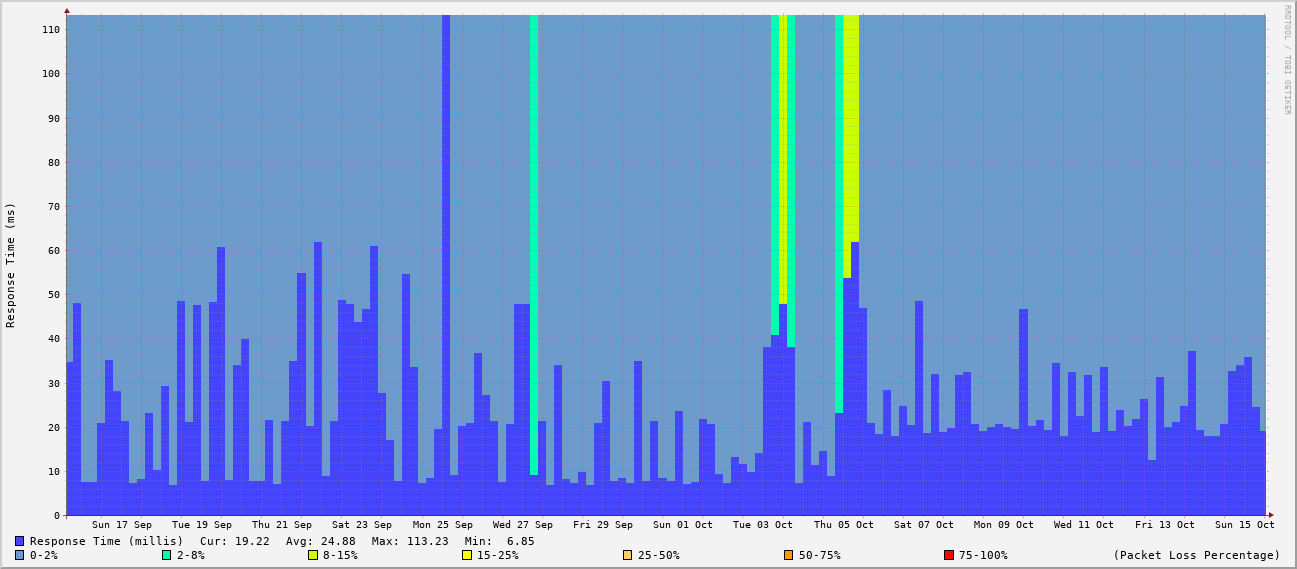 RRDTOOL / TOBI OETIKER
Response Time (ms)
110
100
90
80
70
60
50
40
30
20
10
0
Sun 17 Sep Tue 19 Sep Thu 21 Sep Sat 23 Sep Mon 25 Sep Wed 27 Sep Fri 29 Sep Sun 01 Oct Tue 03 Oct Thu 05 Oct Sat 07 Oct Mon 09 Oct Wed 11 Oct Fri 13 Oct Sun 15 Oct
Response Time (millis) Cur: 19.22 Avg: 24.88 Max: 113.23 Min: 6.85
0-2% 2-8% 8-15% 15-25% 25-50% 50-75% 75-100% (Packet Loss Percentage)